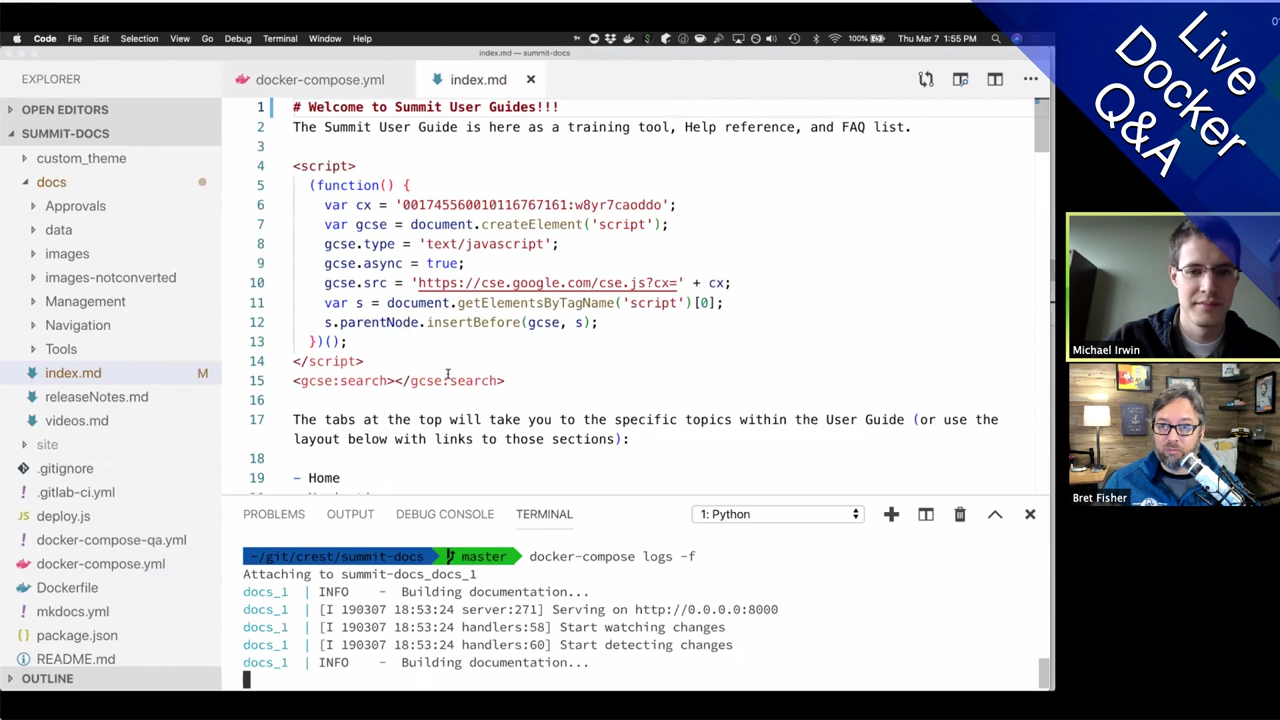 Code File Edit Selection View Go Debug Terminal Window Help 100% Thu Mar 7 1:55 PM
index.md — summit-docs
Live
Docker
Q&A
EXPLORER
OPEN EDITORS
SUMMIT-DOCS
custom_theme
docs
Approvals
data
images
images-notconverted
Management
Navigation
Tools
index.md M
releaseNotes.md
videos.md
site
.gitignore
.gitlab-ci.yml
deploy.js
docker-compose-qa.yml
docker-compose.yml
Dockerfile
mkdocs.yml
package.json
README.md
OUTLINE
docker-compose.yml index.md
1 # Welcome to Summit User Guides!!!
2 The Summit User Guide is here as a training tool, Help reference, and FAQ list.
3
4 <script>
5 (function() {
6 var cx = '001745560010116767161:w8yr7caoddo';
7 var gcse = document.createElement('script');
8 gcse.type = 'text/javascript';
9 gcse.async = true;
10 gcse.src = 'https://cse.google.com/cse.js?cx=' + cx;
11 var s = document.getElementsByTagName('script')[0];
12 s.parentNode.insertBefore(gcse, s);
13 })();
14 </script>
15 <gcse:search></gcse:search>
16
17 The tabs at the top will take you to the specific topics within the User Guide (or use the
layout below with links to those sections):
18
19 - Home
PROBLEMS OUTPUT DEBUG CONSOLE TERMINAL 1: Python
~/git/crest/summit-docs master docker-compose logs -f
Attaching to summit-docs_docs_1
docs_1 | INFO - Building documentation...
docs_1 | [I 190307 18:53:24 server:271] Serving on http://0.0.0.0:8000
docs_1 | [I 190307 18:53:24 handlers:58] Start watching changes
docs_1 | [I 190307 18:53:24 handlers:60] Start detecting changes
docs_1 | INFO - Building documentation...
Michael Irwin
Bret Fisher